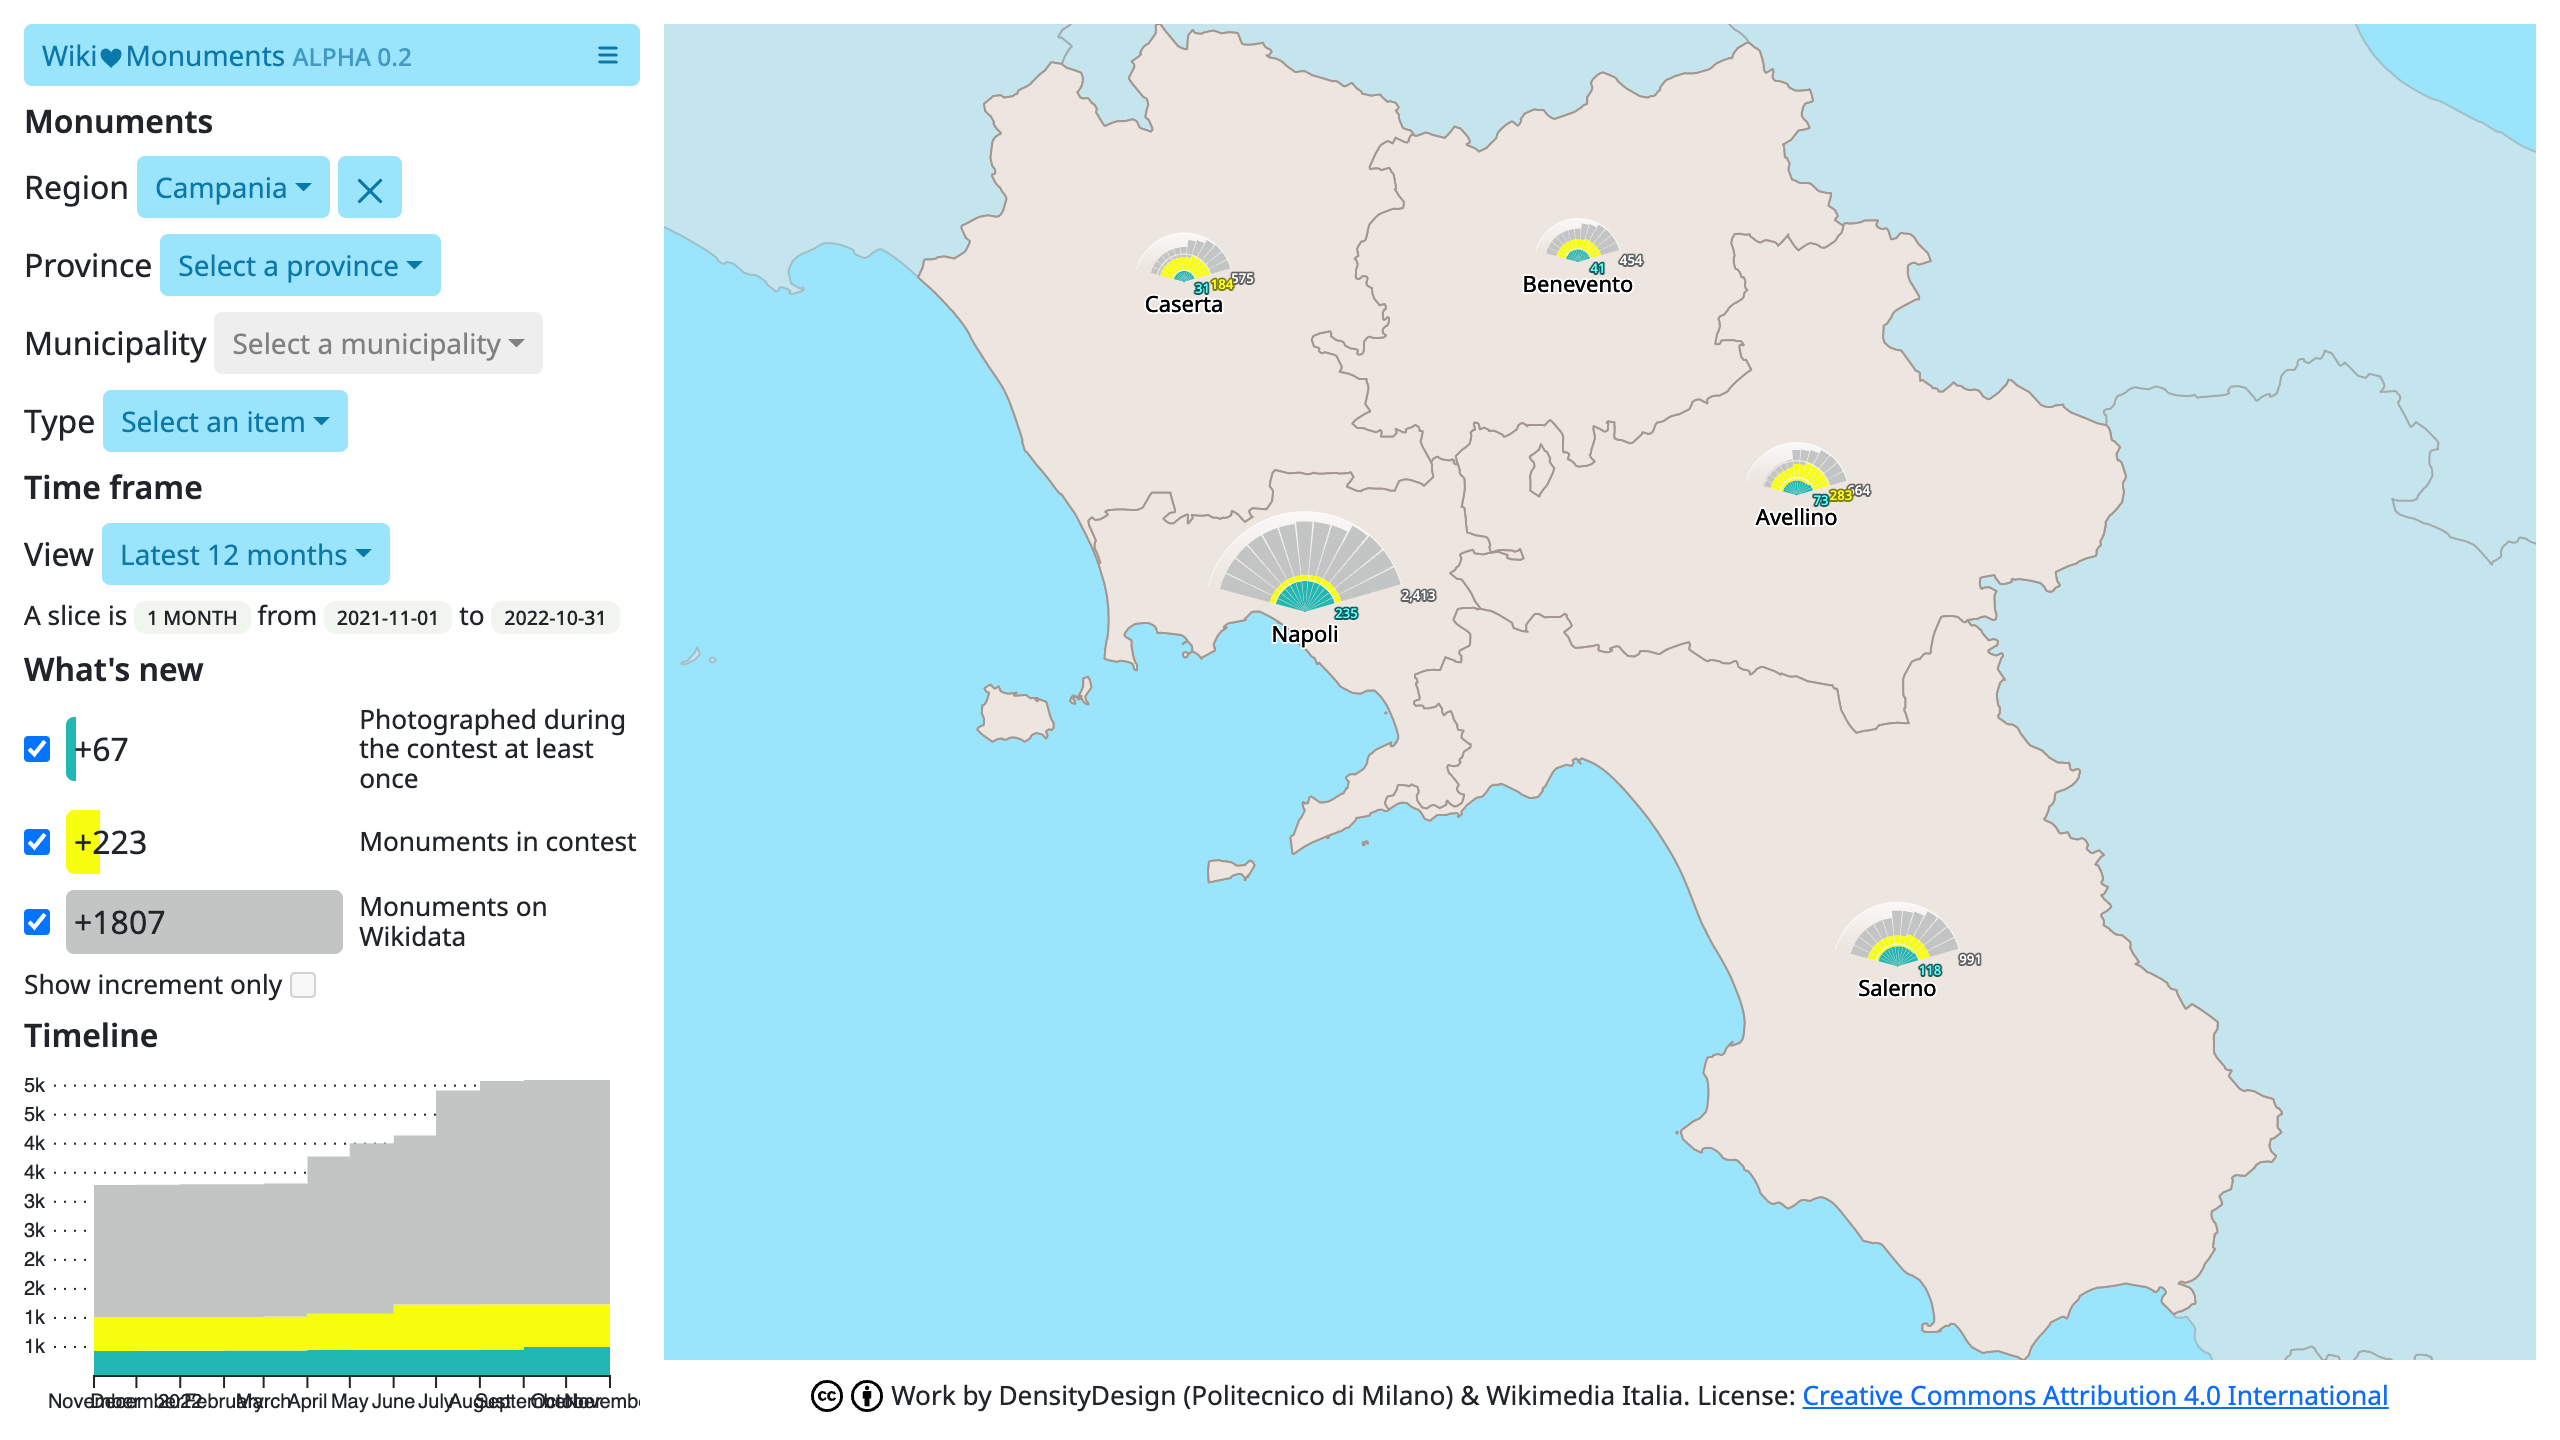 Wiki♥Monuments ALPHA 0.2
Monuments
Region Campania
Province Select a province
Municipality Select a municipality
Type Select an item
Time frame
View Latest 12 months
A slice is 1 MONTH from 2021-11-01 to 2022-10-31
What's new
+67 Photographed during
the contest at least
once
+223 Monuments in contest
+1807 Monuments on
Wikidata
Show increment only
Timeline
5k
5k
4k
4k
3k
3k
2k
2k
1k
1k
November December 2022 February March April May June July August September October Novemb
31 184 575
Caserta
41 454
Benevento
73 283 564
Avellino
235 2,413
Napoli
118 991
Salerno
Work by DensityDesign (Politecnico di Milano) & Wikimedia Italia. License: Creative Commons Attribution 4.0 International